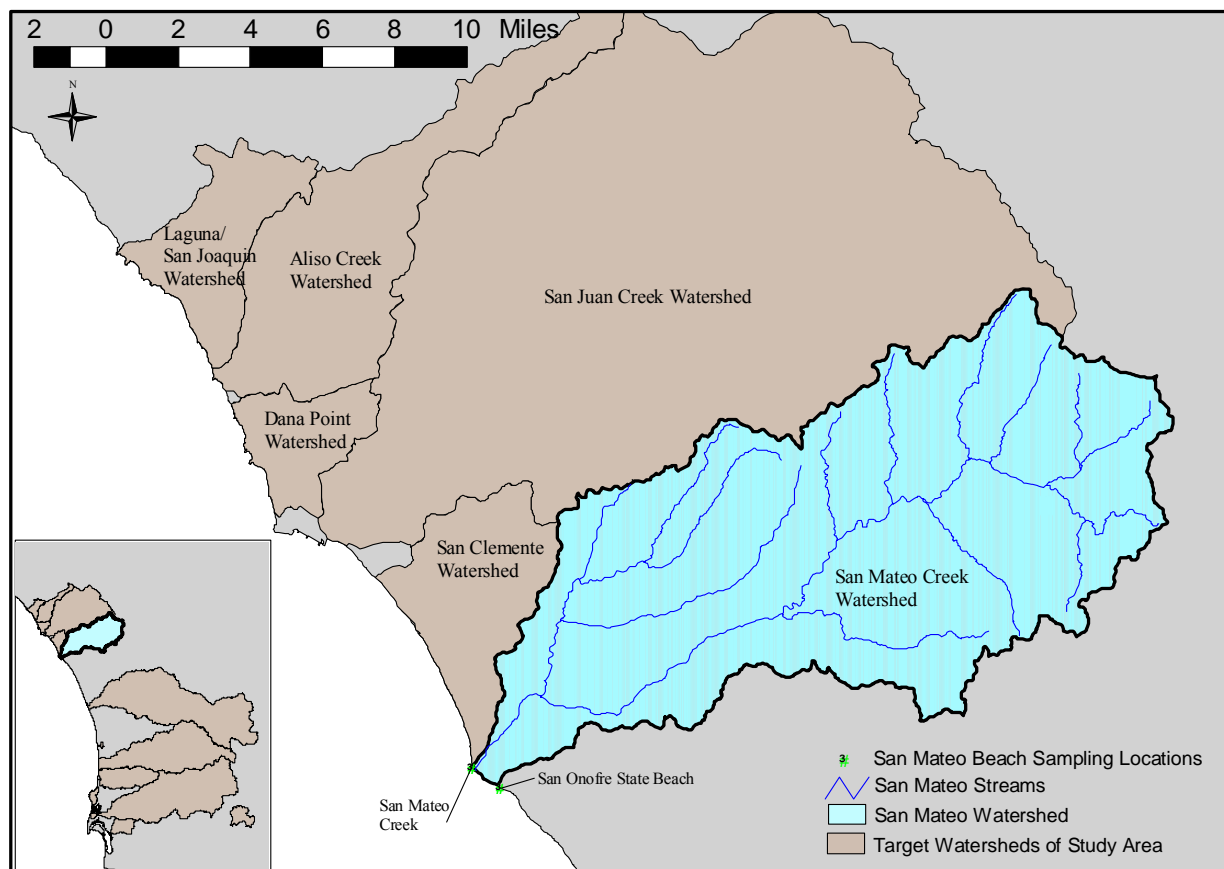 2 0 2 4 6 8 10 Miles
N
Laguna/
San Joaquin
Watershed
Aliso Creek
Watershed
San Juan Creek Watershed
Dana Point
Watershed
San Clemente
Watershed
San Mateo Creek
Watershed
San Onofre State Beach
San Mateo
Creek
3
#
San Mateo Beach Sampling Locations
San Mateo Streams
San Mateo Watershed
Target Watersheds of Study Area